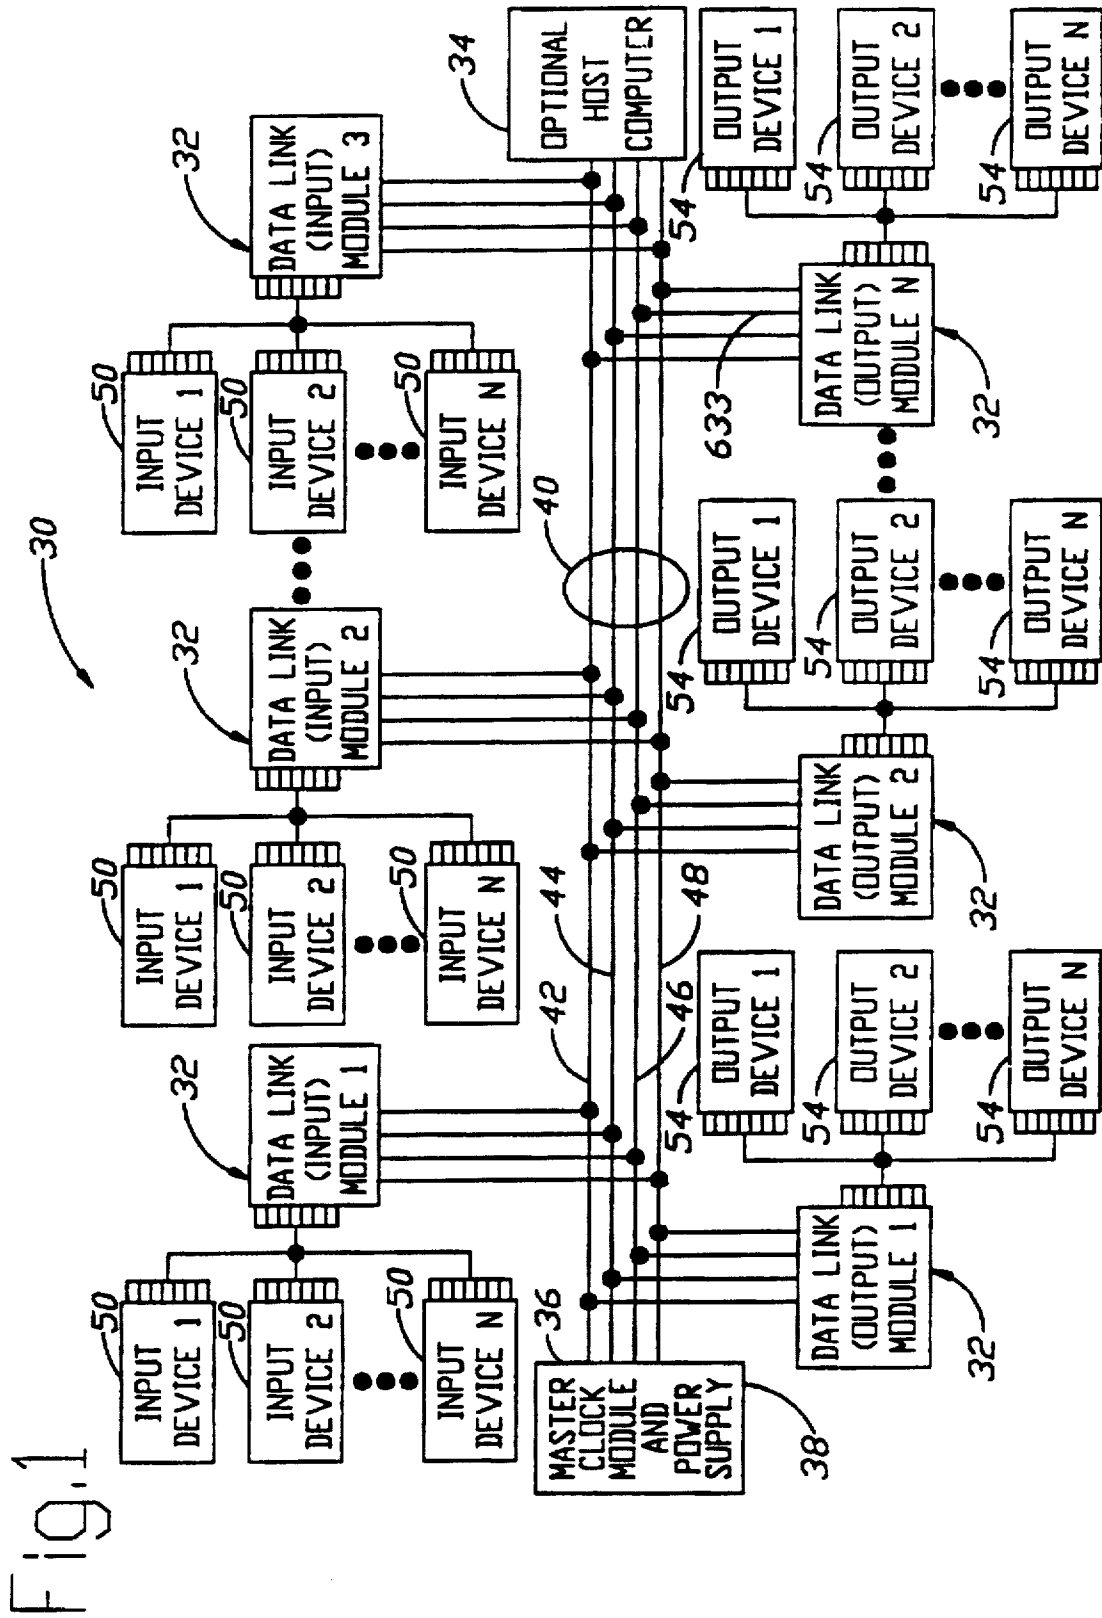 Fig.1
30
INPUT
DEVICE 1
50
INPUT
DEVICE 2
50
INPUT
DEVICE N
50
DATA LINK
(INPUT)
MODULE 1
32
INPUT
DEVICE 1
50
INPUT
DEVICE 2
50
INPUT
DEVICE N
50
DATA LINK
(INPUT)
MODULE 2
32
INPUT
DEVICE 1
50
INPUT
DEVICE 2
50
INPUT
DEVICE N
50
DATA LINK
(INPUT)
MODULE 3
32
MASTER
CLOCK
MODULE
AND
POWER
SUPPLY
36
38
42
44
46
48
40
OPTIONAL
HOST
COMPUTER
34
DATA LINK
(OUTPUT)
MODULE 1
32
OUTPUT
DEVICE 1
54
OUTPUT
DEVICE 2
54
OUTPUT
DEVICE N
54
DATA LINK
(OUTPUT)
MODULE 2
32
OUTPUT
DEVICE 1
54
OUTPUT
DEVICE 2
54
OUTPUT
DEVICE N
54
633
DATA LINK
(OUTPUT)
MODULE N
32
OUTPUT
DEVICE 1
54
OUTPUT
DEVICE 2
54
OUTPUT
DEVICE N
54